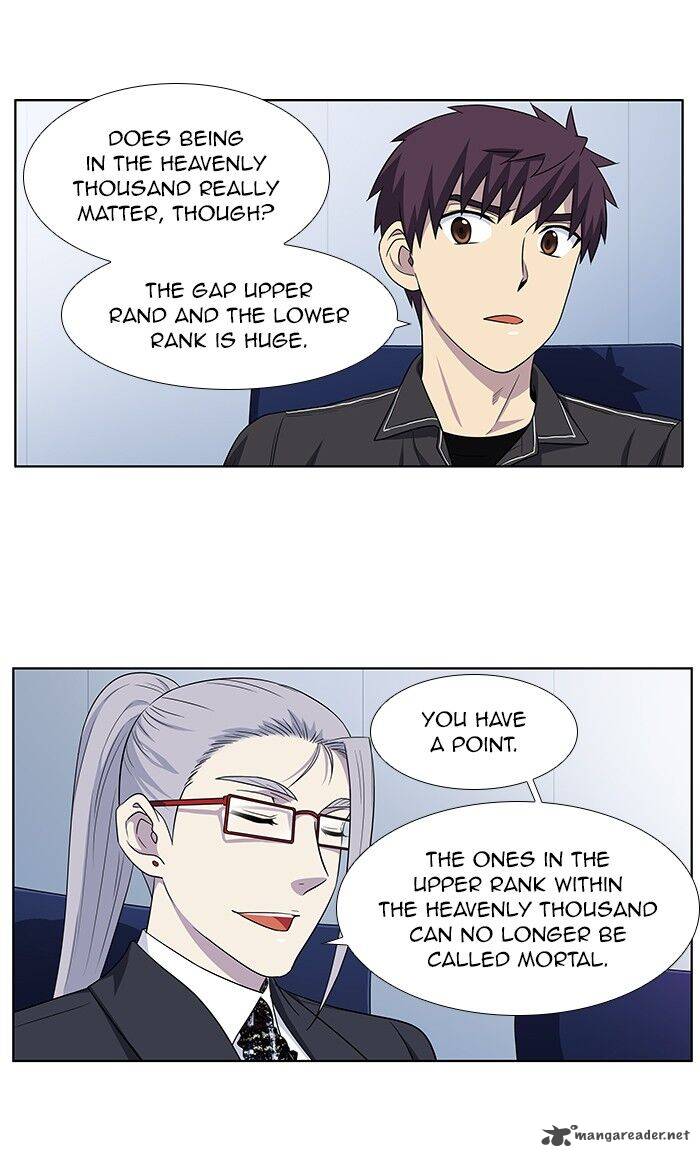 DOES BEING
IN THE HEAVENLY
THOUSAND REALLY
MATTER, THOUGH?
THE GAP UPPER
RAND AND THE LOWER
RANK IS HUGE.
YOU HAVE
A POINT.
THE ONES IN THE
UPPER RANK WITHIN
THE HEAVENLY THOUSAND
CAN NO LONGER BE
CALLED MORTAL.
mangareader.net